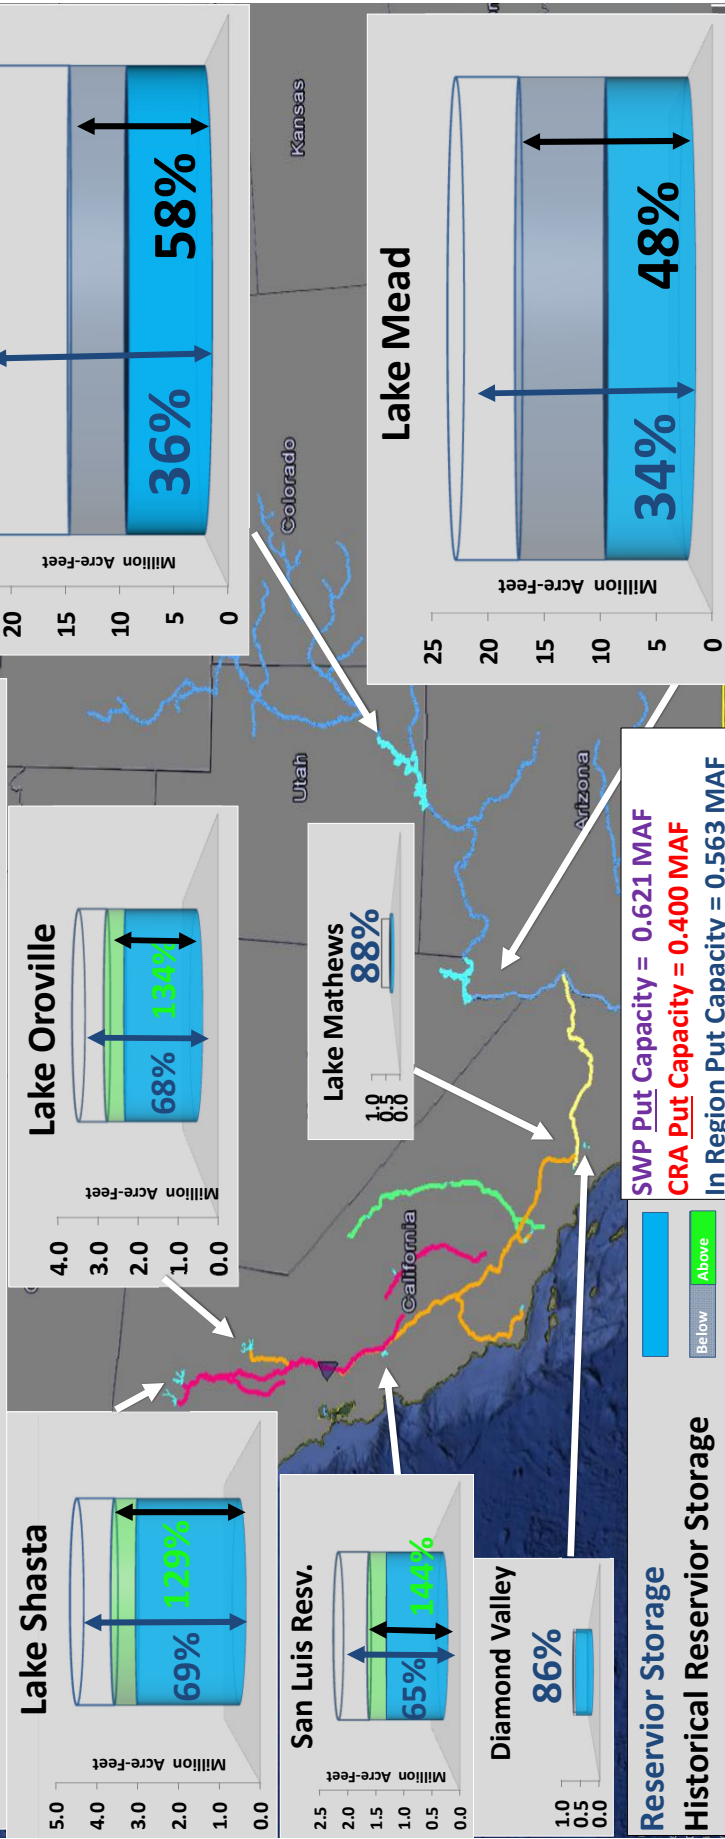 Lake Shasta
5.0
4.0
3.0
2.0
1.0
0.0
Million Acre-Feet
69%
129%
Lake Oroville
4.0
3.0
2.0
1.0
0.0
Million Acre-Feet
68%
134%
20
15
10
5
0
Million Acre-Feet
36%
58%
San Luis Resv.
2.5
2.0
1.5
1.0
0.5
0.0
Million Acre-Feet
65%
144%
Lake Mathews
1.0
0.5
0.0
88%
Lake Mead
25
20
15
10
5
0
Million Acre-Feet
34%
48%
Diamond Valley
1.0
0.5
0.0
86%
California
Utah
Colorado
Kansas
Arizona
Reservior Storage
Historical Reservior Storage
Below
Above
SWP Put Capacity = 0.621 MAF
CRA Put Capacity = 0.400 MAF
In Region Put Capacity = 0.563 MAF